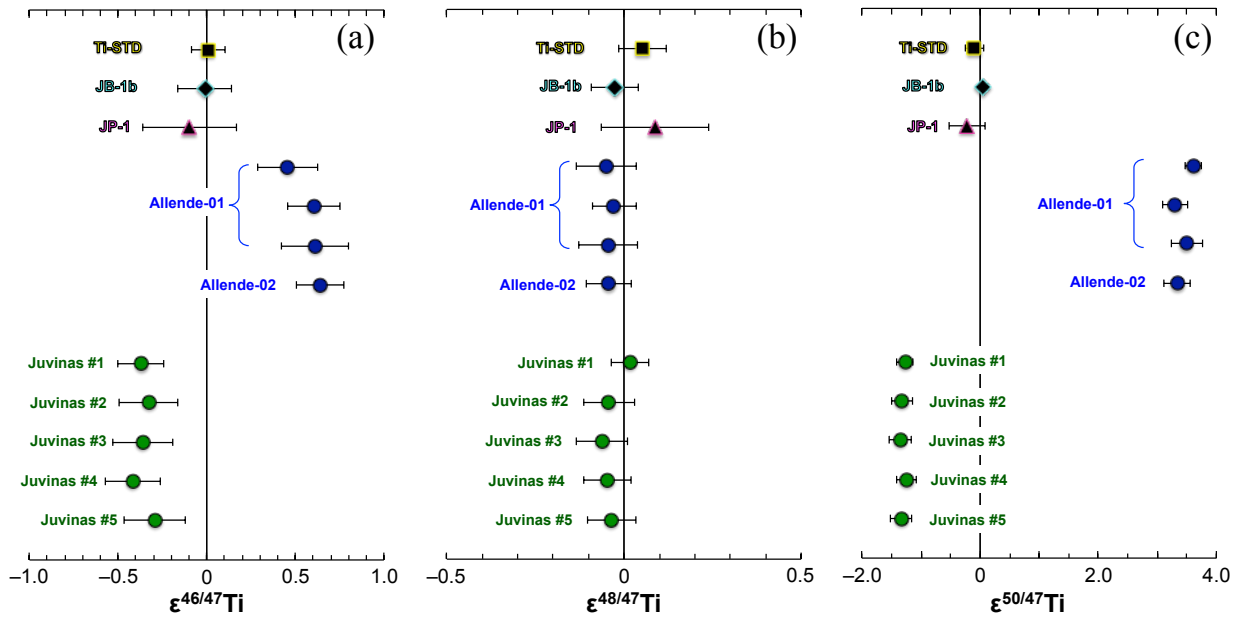 (a)
Ti-STD
JB-1b
JP-1
Allende-01
Allende-02
Juvinas #1
Juvinas #2
Juvinas #3
Juvinas #4
Juvinas #5
–1.0 –0.5 0 0.5 1.0
ε46/47Ti
(b)
Ti-STD
JB-1b
JP-1
Allende-01
Allende-02
Juvinas #1
Juvinas #2
Juvinas #3
Juvinas #4
Juvinas #5
–0.5 0 0.5
ε48/47Ti
(c)
Ti-STD
JB-1b
JP-1
Allende-01
Allende-02
Juvinas #1
Juvinas #2
Juvinas #3
Juvinas #4
Juvinas #5
–2.0 0 2.0 4.0
ε50/47Ti